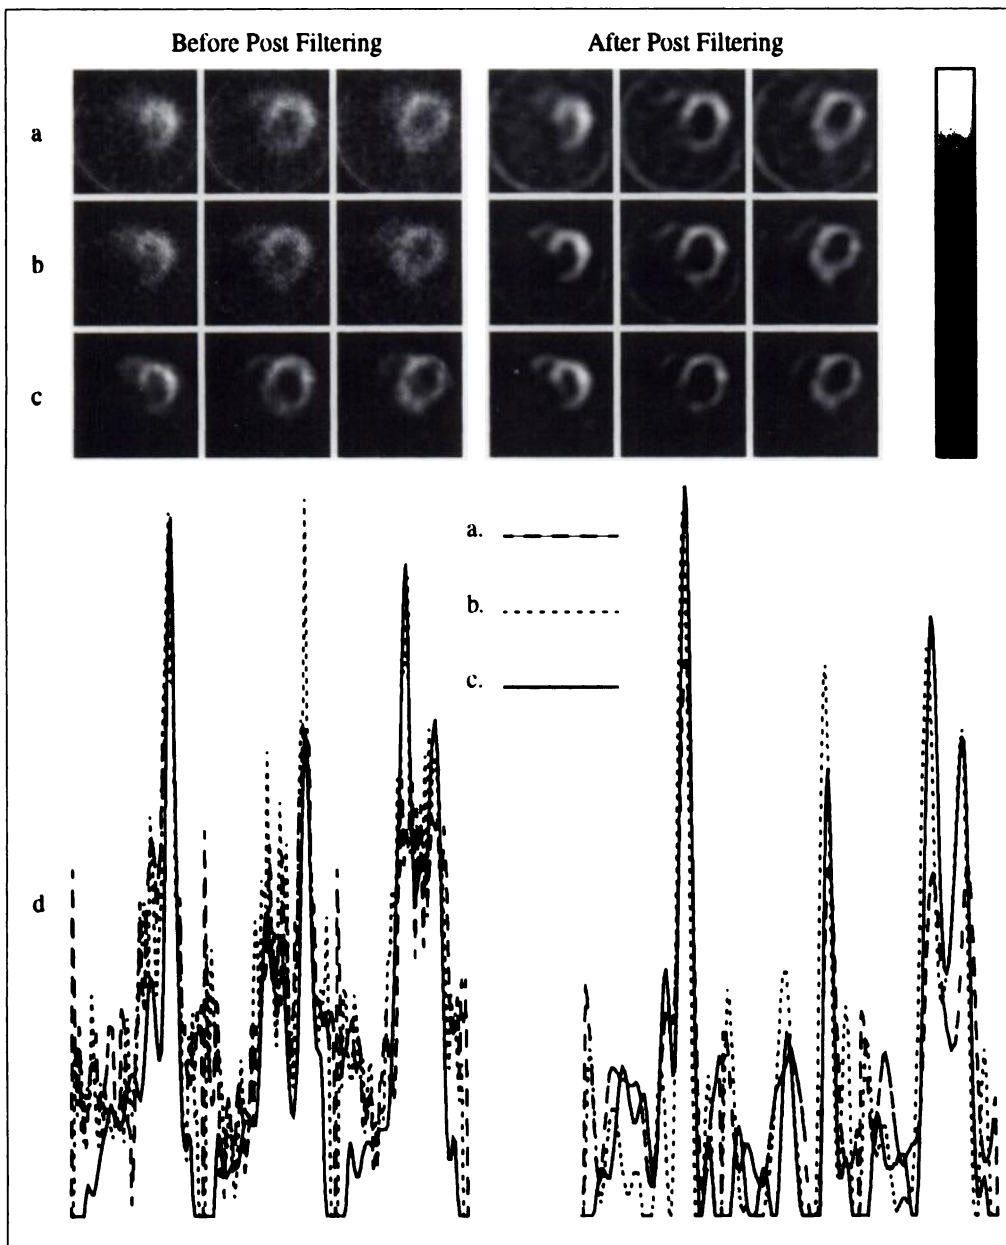 Before Post Filtering
After Post Filtering
a
b
c
a.
b.
c.
d